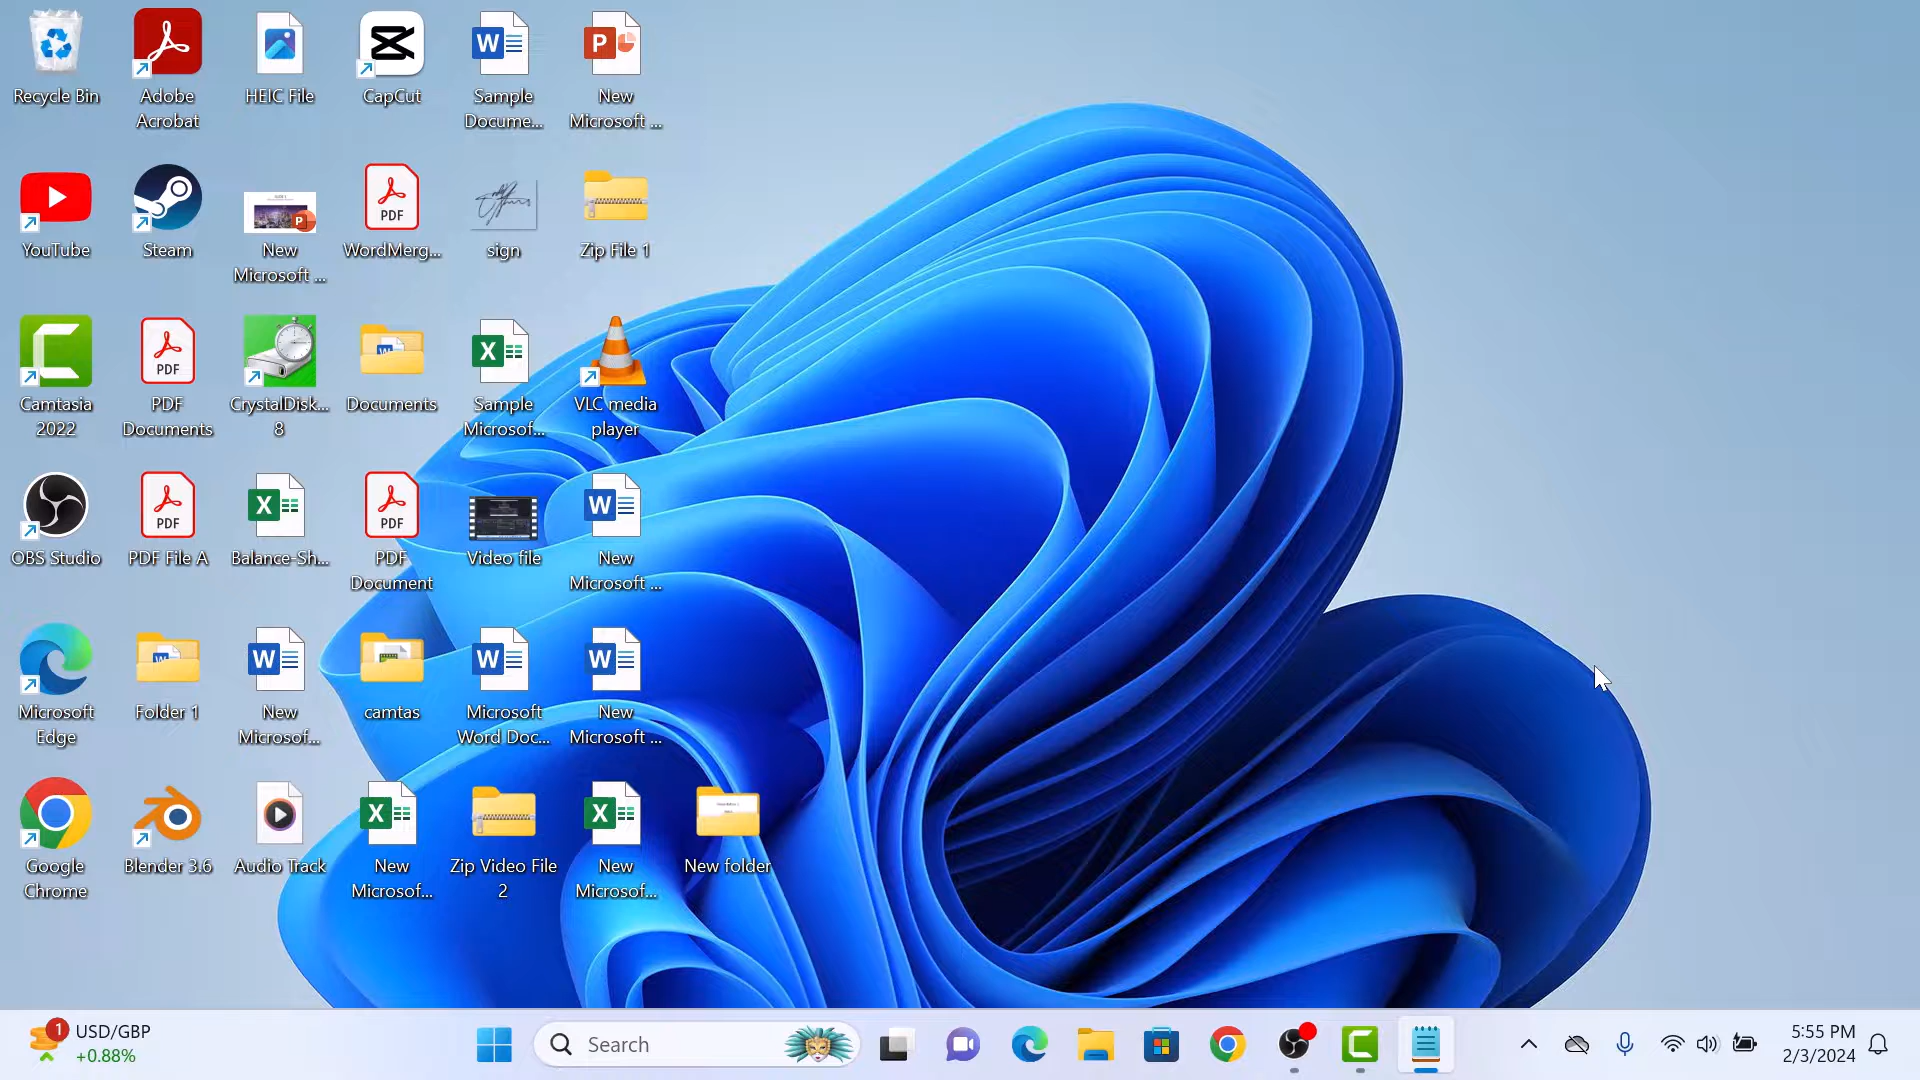 Recycle Bin
Adobe
Acrobat
HEIC File
CapCut
Sample
Docume...
New
Microsoft ...
YouTube
Steam
New
Microsoft ...
PDF
WordMerg...
sign
Zip File 1
Camtasia
2022
PDF
PDF
Documents
CrystalDisk...
8
Documents
Sample
Microsof...
VLC media
player
OBS Studio
PDF
PDF File A
Balance-Sh...
PDF
PDF
Document
Video file
New
Microsoft ...
Microsoft
Edge
Folder 1
New
Microsof...
camtas
Microsoft
Word Doc...
New
Microsoft ...
Google
Chrome
Blender 3.6
Audio Track
New
Microsof...
Zip Video File
2
New
Microsof...
New folder
1
USD/GBP
+0.88%
Search
5:55 PM
2/3/2024